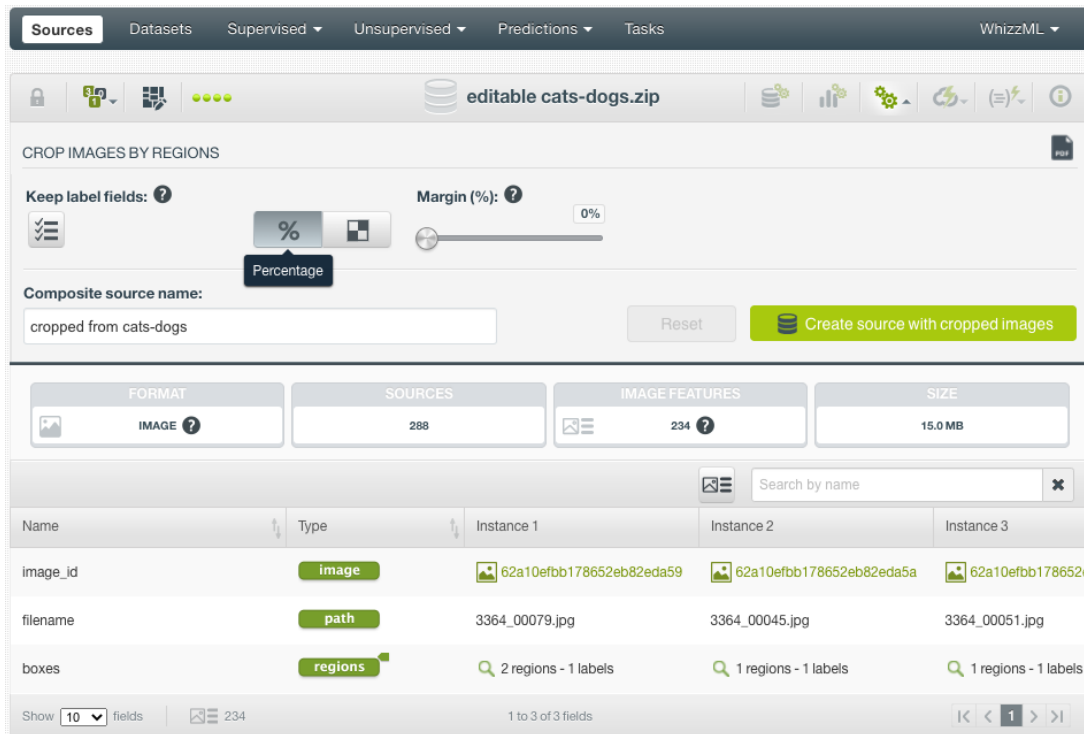 Sources Datasets Supervised Unsupervised Predictions Tasks WhizzML
editable cats-dogs.zip
CROP IMAGES BY REGIONS
PDF
Keep label fields: ?
Margin (%): ?
0%
%
Percentage
Composite source name:
cropped from cats-dogs
Reset
Create source with cropped images
FORMAT SOURCES IMAGE FEATURES SIZE
IMAGE ? 288 234 ? 15.0 MB
Search by name
Name Type Instance 1 Instance 2 Instance 3
image_id image 62a10efbb178652eb82eda59 62a10efbb178652eb82eda5a 62a10efbb178652
filename path 3364_00079.jpg 3364_00045.jpg 3364_00051.jpg
boxes regions 2 regions - 1 labels 1 regions - 1 labels 1 regions - 1 labels
Show 10 fields 234 1 to 3 of 3 fields 1